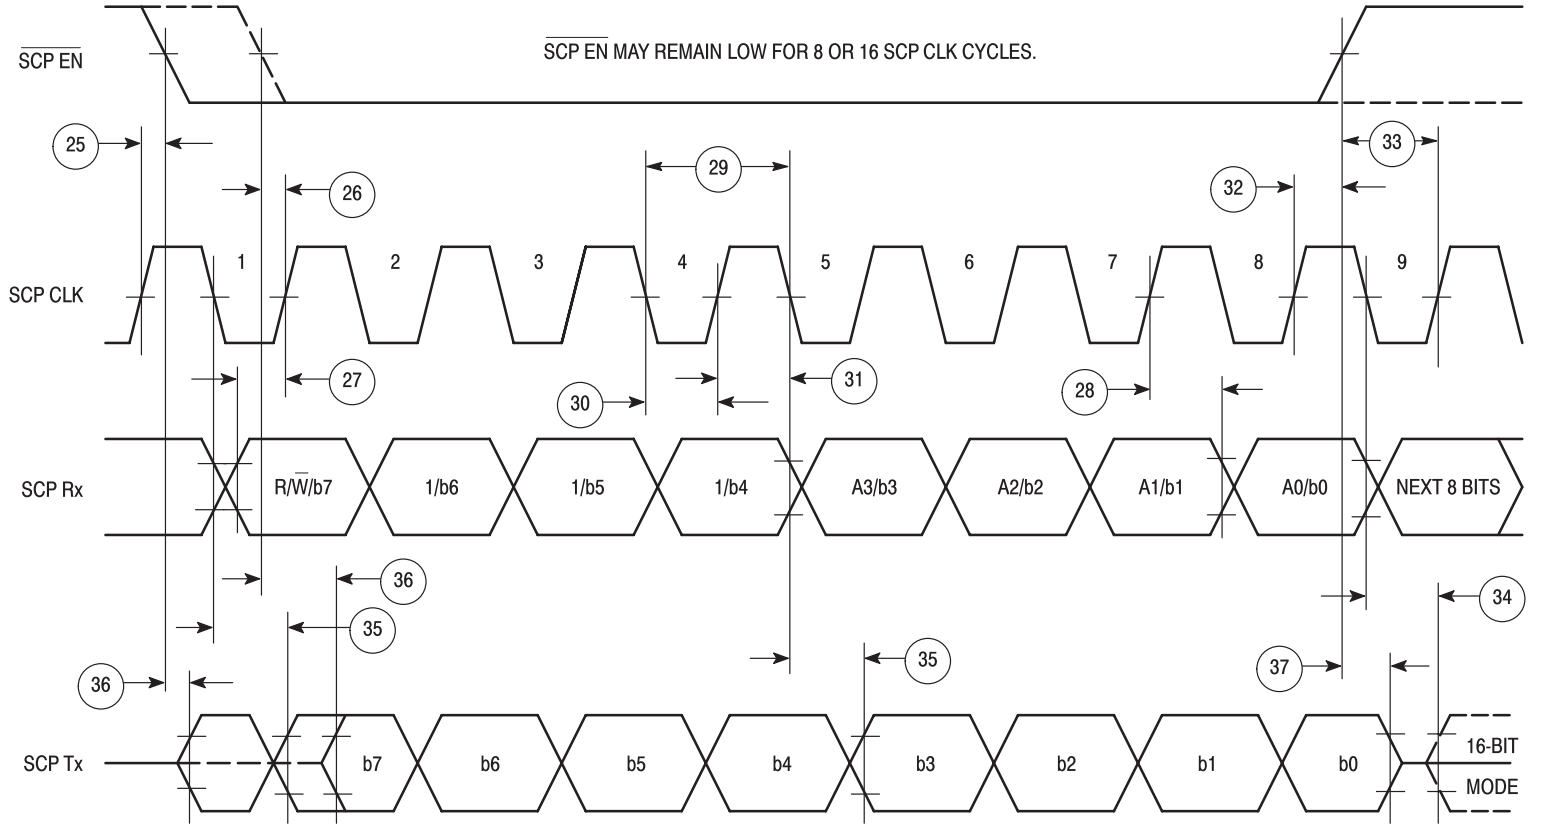 SCP EN MAY REMAIN LOW FOR 8 OR 16 SCP CLK CYCLES.
SCP EN
25
33
29
32
26
1 2 3 4 5 6 7 8 9
SCP CLK
27
31
28
30
SCP Rx R/W/b7 1/b6 1/b5 1/b4 A3/b3 A2/b2 A1/b1 A0/b0 NEXT 8 BITS
36
34
35
35
37
36
16-BIT
SCP Tx b7 b6 b5 b4 b3 b2 b1 b0
MODE